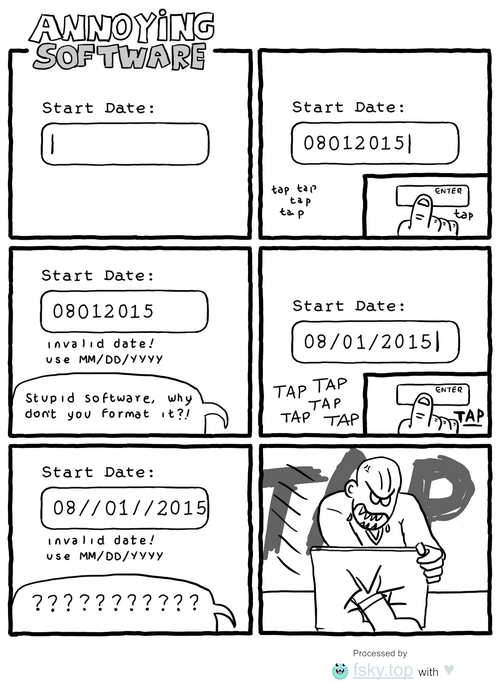 ANNOYING
SOFTWARE
Start Date:
Start Date:
08012015
tap tap
tap
tap
ENTER
tap
Start Date:
08012015
invalid date!
use MM/DD/YYYY
Stupid software, why
dont you format it?!
Start Date:
08/01/2015
TAP TAP
TAP
TAP TAP
ENTER
TAP
Start Date:
08//01//2015
invalid date!
use MM/DD/YYYY
???????????
TAP
Processed by
fsky.top with